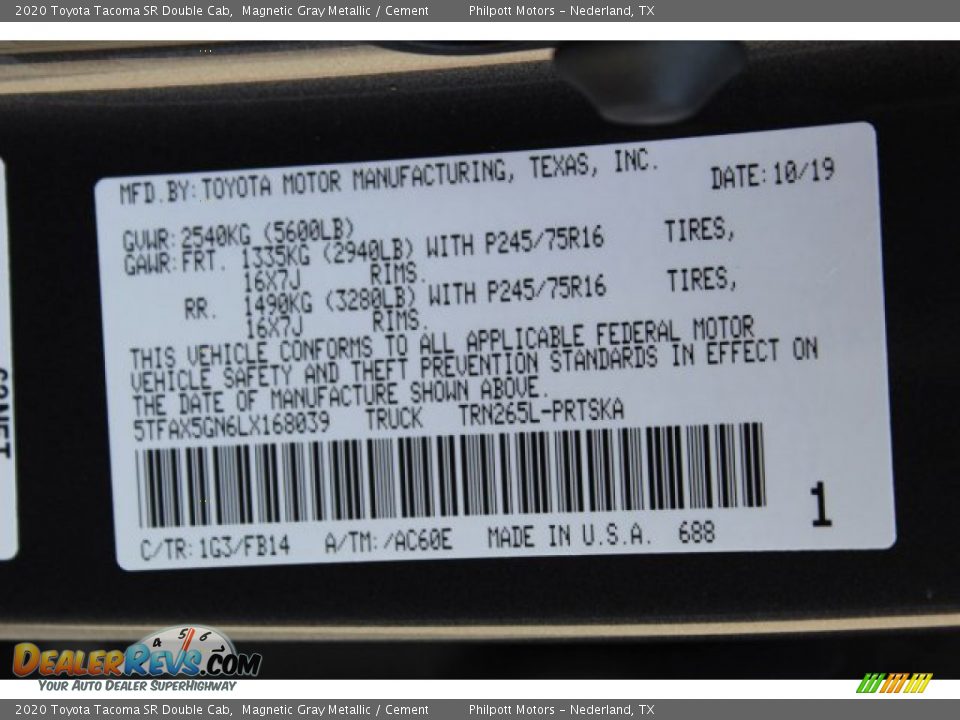 2020 Toyota Tacoma SR Double Cab, Magnetic Gray Metallic / Cement Philpott Motors – Nederland, TX
MFD.BY:TOYOTA MOTOR MANUFACTURING, TEXAS, INC. DATE:10/19
GVWR:2540KG (5600LB)
GAWR:FRT. 1335KG (2940LB) WITH P245/75R16 TIRES,
16X7J RIMS.
RR. 1490KG (3280LB) WITH P245/75R16 TIRES,
16X7J RIMS.
THIS VEHICLE CONFORMS TO ALL APPLICABLE FEDERAL MOTOR
VEHICLE SAFETY AND THEFT PREVENTION STANDARDS IN EFFECT ON
THE DATE OF MANUFACTURE SHOWN ABOVE.
5TFAX5GN6LX168039 TRUCK TRN265L-PRTSKA
1
C/TR:1G3/FB14 A/TM:/AC60E MADE IN U.S.A. 688
4 5 6
DEALERREVS.COM
YOUR AUTO DEALER SUPERHIGHWAY
2020 Toyota Tacoma SR Double Cab, Magnetic Gray Metallic / Cement Philpott Motors – Nederland, TX